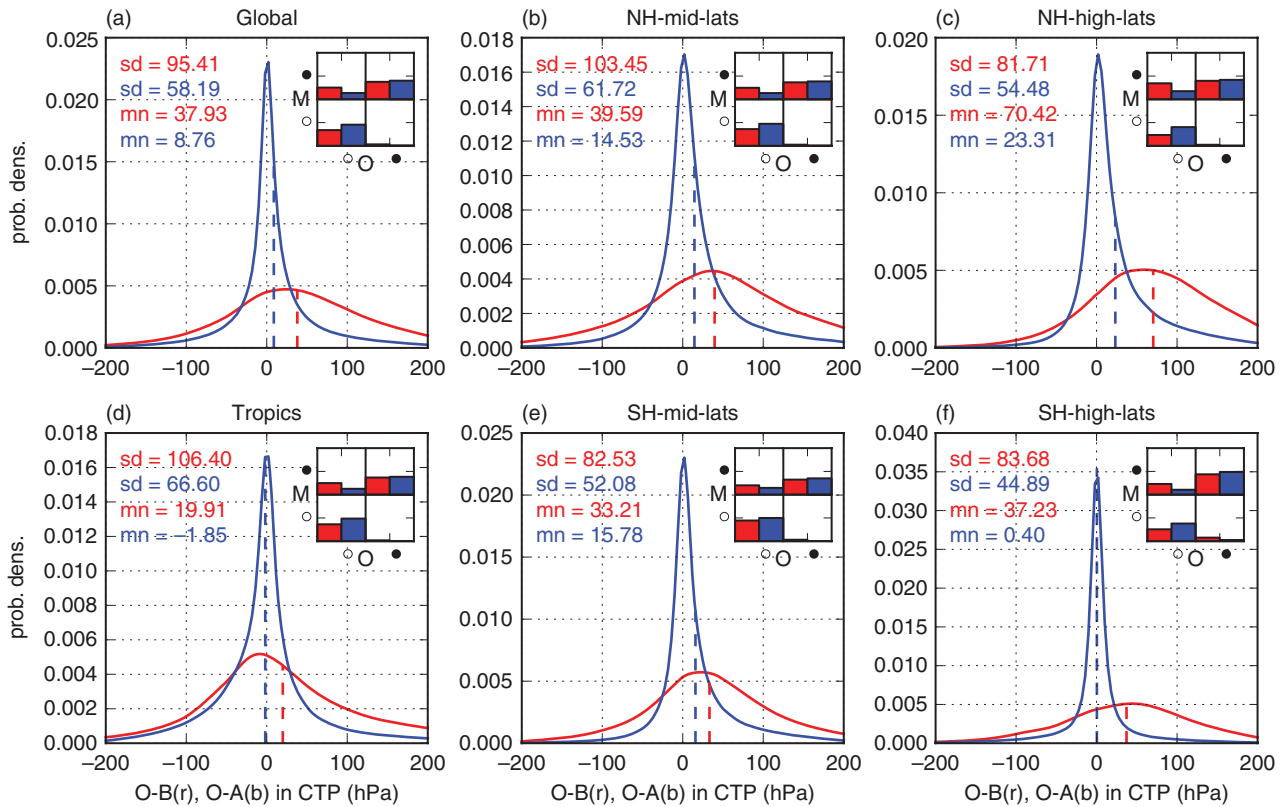 (a) Global
0.025
0.020
0.015
0.010
0.005
0.000
prob. dens.
sd = 95.41
sd = 58.19
mn = 37.93
mn = 8.76
M
O
−200 −100 0 100 200
(b) NH-mid-lats
0.018
0.016
0.014
0.012
0.010
0.008
0.006
0.004
0.002
0.000
sd = 103.45
sd = 61.72
mn = 39.59
mn = 14.53
M
O
−200 −100 0 100 200
(c) NH-high-lats
0.020
0.015
0.010
0.005
0.000
sd = 81.71
sd = 54.48
mn = 70.42
mn = 23.31
M
O
−200 −100 0 100 200
(d) Tropics
0.018
0.016
0.014
0.012
0.010
0.008
0.006
0.004
0.002
0.000
prob. dens.
sd = 106.40
sd = 66.60
mn = 19.91
mn = −1.85
M
O
−200 −100 0 100 200
O-B(r), O-A(b) in CTP (hPa)
(e) SH-mid-lats
0.025
0.020
0.015
0.010
0.005
0.000
sd = 82.53
sd = 52.08
mn = 33.21
mn = 15.78
M
O
−200 −100 0 100 200
O-B(r), O-A(b) in CTP (hPa)
(f) SH-high-lats
0.040
0.035
0.030
0.025
0.020
0.015
0.010
0.005
0.000
sd = 83.68
sd = 44.89
mn = 37.23
mn = 0.40
M
O
−200 −100 0 100 200
O-B(r), O-A(b) in CTP (hPa)